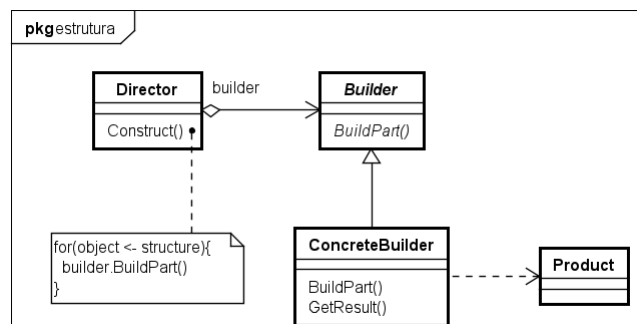 pkg estrutura
Director
builder
Builder
Construct()
BuildPart()
for(object <- structure){
builder.BuildPart()
}
ConcreteBuilder
BuildPart()
GetResult()
Product